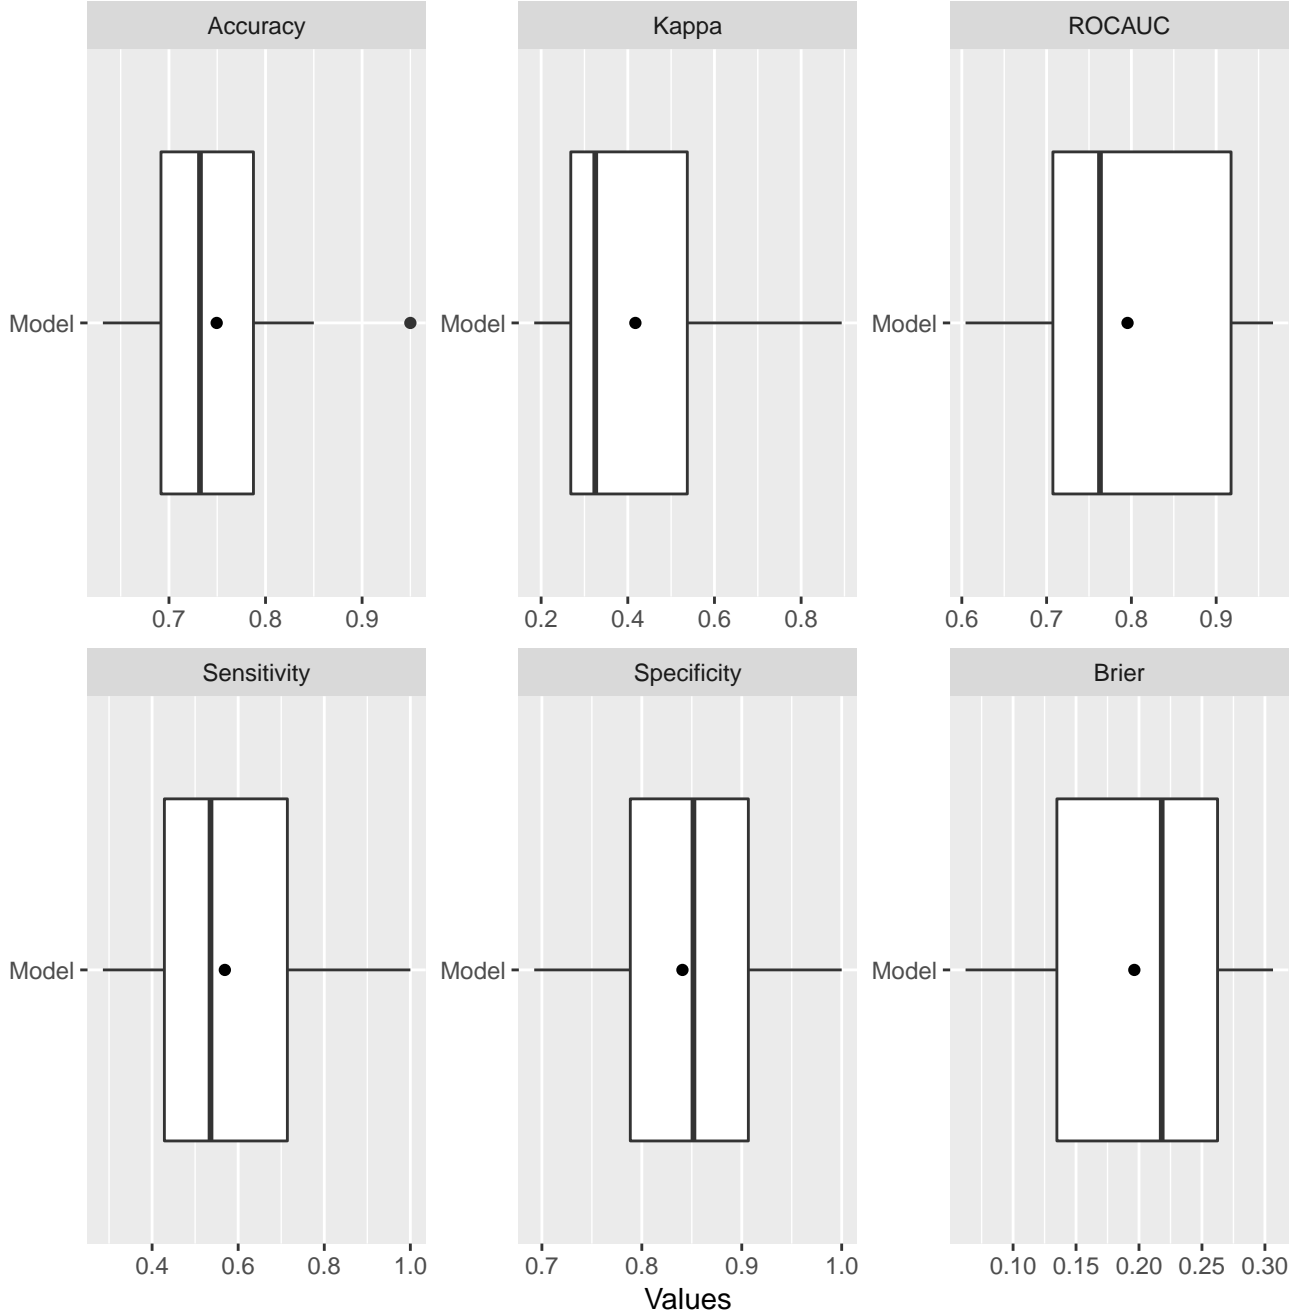 Accuracy
Kappa
ROCAUC
Model
Model
Model
0.7 0.8 0.9
0.2 0.4 0.6 0.8
0.6 0.7 0.8 0.9
Sensitivity
Specificity
Brier
Model
Model
Model
0.4 0.6 0.8 1.0
0.7 0.8 0.9 1.0
0.10 0.15 0.20 0.25 0.30
Values